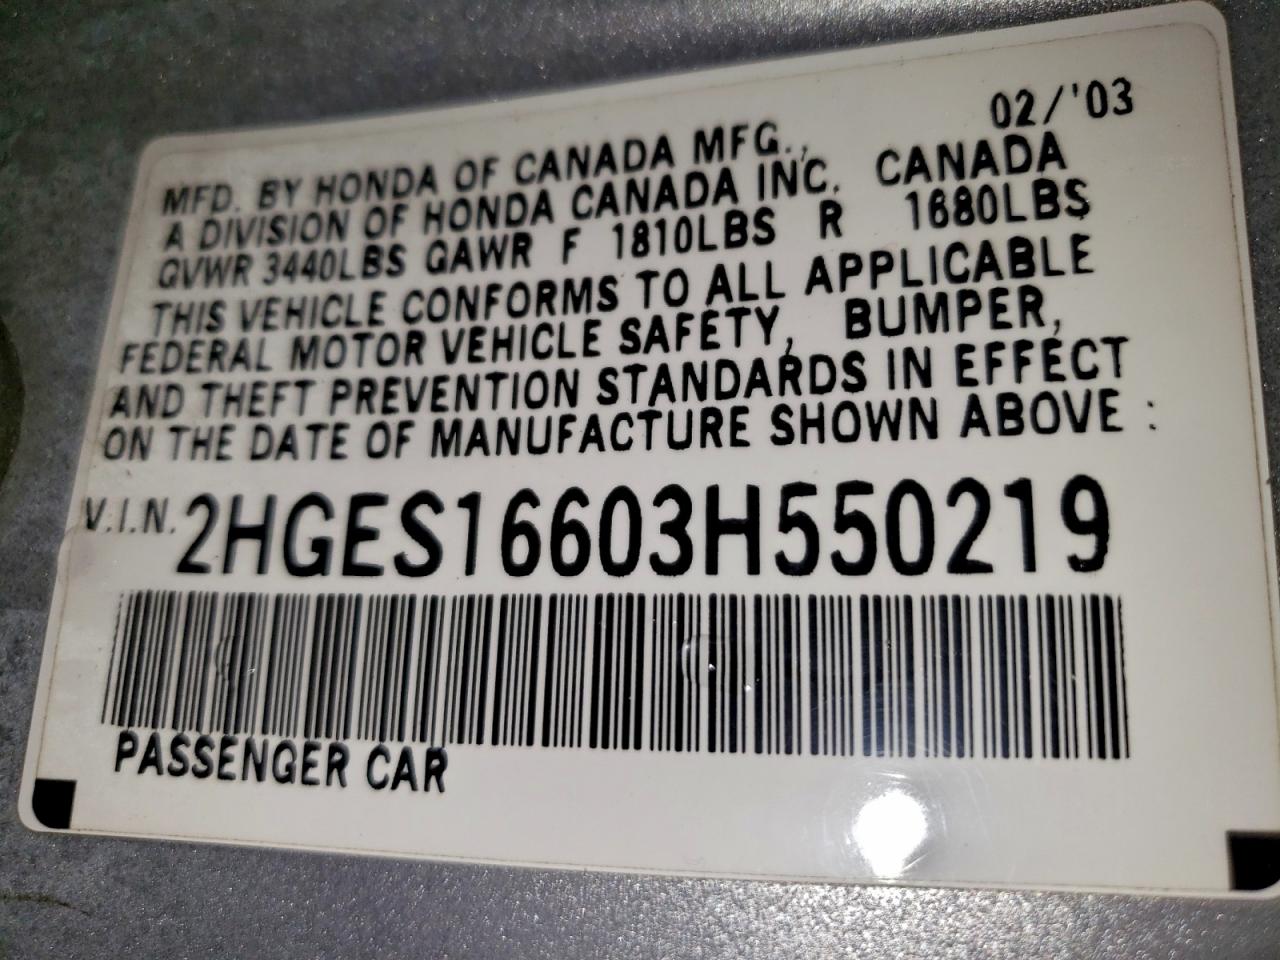 02/'03
MFD. BY HONDA OF CANADA MFG.,
A DIVISION OF HONDA CANADA INC. CANADA
GVWR 3440LBS GAWR F 1810LBS R 1680LBS
THIS VEHICLE CONFORMS TO ALL APPLICABLE
FEDERAL MOTOR VEHICLE SAFETY, BUMPER,
AND THEFT PREVENTION STANDARDS IN EFFECT
ON THE DATE OF MANUFACTURE SHOWN ABOVE :
V.I.N. 2HGES16603H550219
PASSENGER CAR